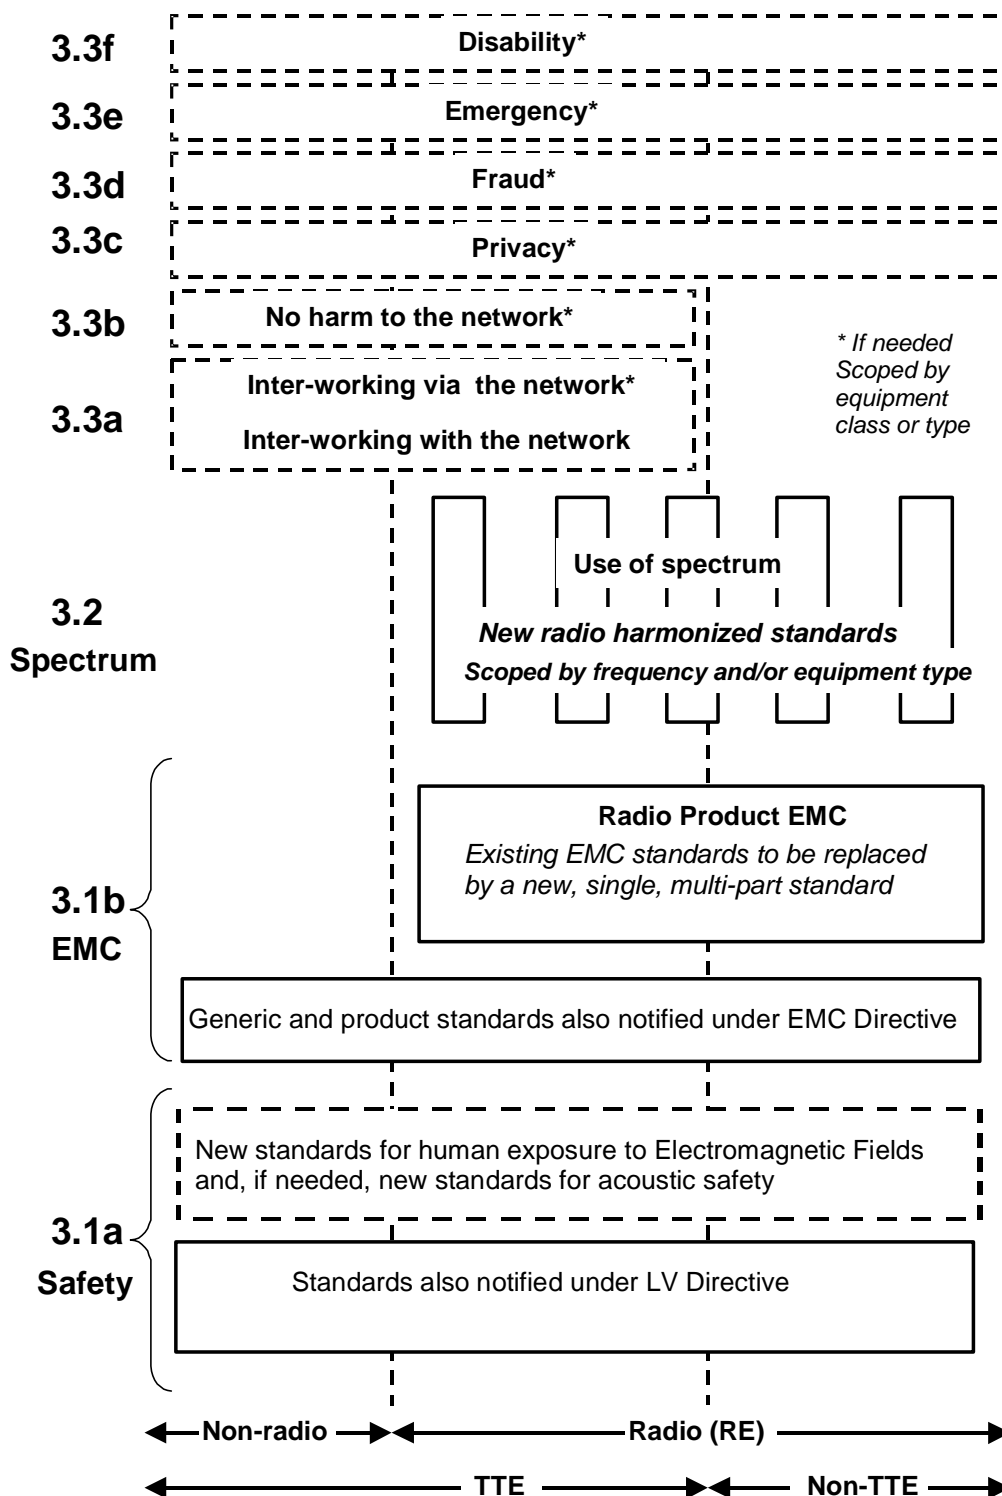 3.3f
Disability*
3.3e
Emergency*
3.3d
Fraud*
3.3c
Privacy*
3.3b
No harm to the network*
3.3a
Inter-working via the network*
Inter-working with the network
* If needed
Scoped by
equipment
class or type
3.2
Spectrum
Use of spectrum
New radio harmonized standards
Scoped by frequency and/or equipment type
3.1b
EMC
Radio Product EMC
Existing EMC standards to be replaced
by a new, single, multi-part standard
Generic and product standards also notified under EMC Directive
3.1a
Safety
New standards for human exposure to Electromagnetic Fields
and, if needed, new standards for acoustic safety
Standards also notified under LV Directive
Non-radio
Radio (RE)
TTE
Non-TTE